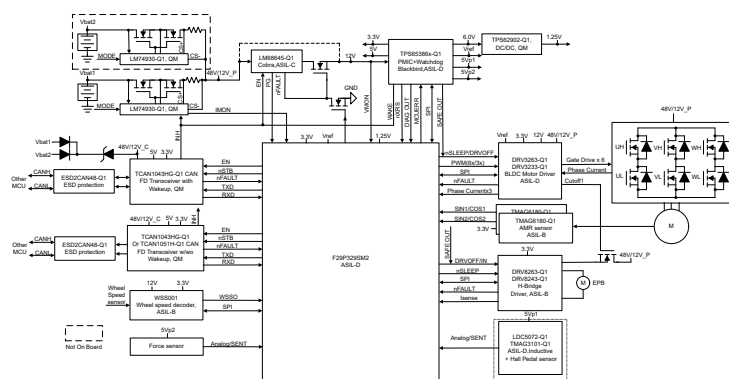 Vbat2
MODE
LM74930-Q1, QM
CS+
CS-
Vbat1
48V/12V_P
MODE
LM74930-Q1, QM
CS+
CS-
IMON
INH
EN
PG
nFAULT
LM68645-Q1
Cobra,ASIL-C
12V
GND
VMON
3.3V
5V
TPS65386x-Q1
PMIC+Watchdog
Blackbird,ASIL-D
6.0V
Vref
5Vp1
5Vp2
TPS62902-Q1,
DC/DC, QM
1.25V
WAKE
nXRS
DIAG_OUT
MCUERR
SPI
SAFE_OUT
Vbat1
Vbat2
48V/12V_C
5V
3.3V
Other
MCU
CANH
CANL
ESD2CAN48-Q1
ESD protection
TCAN1043HG-Q1 CAN
FD Transceiver with
Wakeup, QM
EN
nSTB
nFAULT
TXD
RXD
48V/12V_C
5V
3.3V
INH
Other
MCU
CANH
CANL
ESD2CAN48-Q1
ESD protection
TCAN1043HG-Q1
Or TCAN1051H-Q1 CAN
FD Transceiver w/wo
Wakeup, QM
EN
nSTB
nFAULT
TXD
RXD
Wheel
Speed
sensor
12V
3.3V
WSS001
Wheel speed decoder,
ASIL-B
WSSO
SPI
5Vp2
Force sensor
Analog/SENT
Not On Board
3.3V
Vref
1.25V
F29P329SM2
ASIL-D
nSLEEP/DRVOFF
PWM(6x/3x)
SPI
nFAULT
Phase Currentx3
Vref
3.3V
12V
48V/12V_P
DRV3263-Q1
DRV3233-Q1
BLDC Motor Driver
ASIL-D
Gate Drive x 6
Phase Current
Cutoff1
48V/12V_P
UH
VH
WH
UL
VL
WL
M
SIN1/COS1
SIN2/COS2
3.3V
TMAG6180-Q1
TMAG6180-Q1
AMR sensor
ASIL-B
SAFE_OUT
DRVOFF/IN
nSLEEP
SPI
nFAULT
Isense
3.3V
DRV8263-Q1
DRV8243-Q1
H-Bridge
Driver, ASIL-B
48V/12V_P
M
EPB
5Vp1
Analog/SENT
LDC5072-Q1
TMAG3101-Q1
ASIL-D,Inductive
+ Hall Pedal sensor